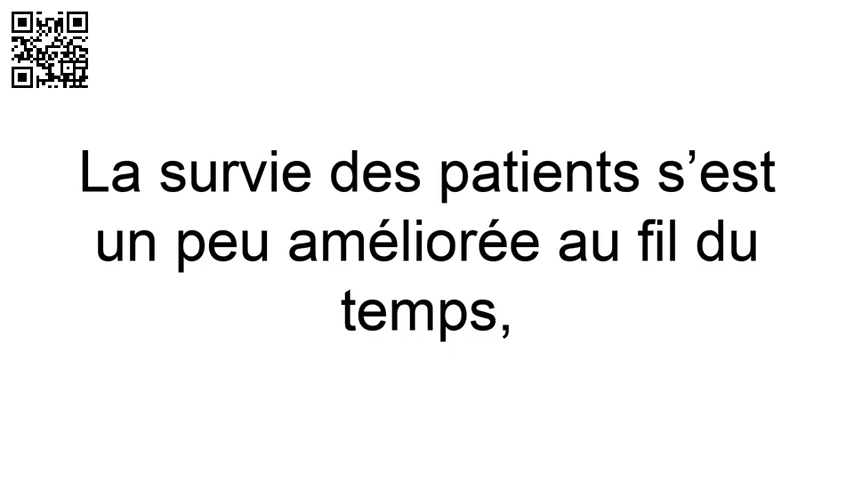 La survie des patients s’est
un peu améliorée au fil du
temps,